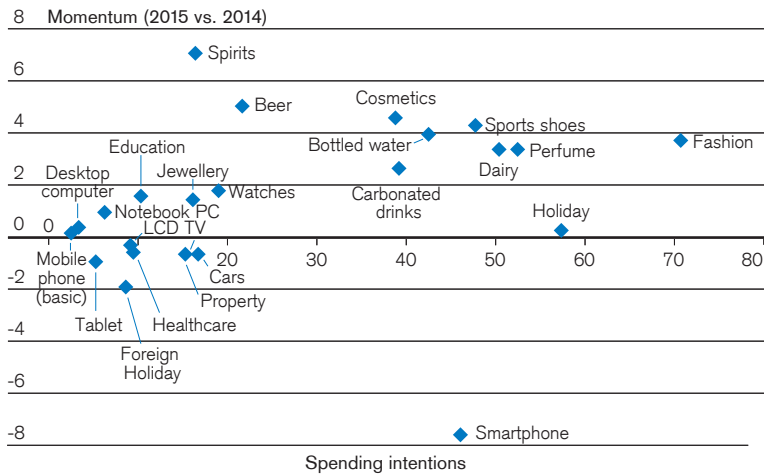 8 Momentum (2015 vs. 2014)
Spirits
6
Beer
Cosmetics
Sports shoes
4
Education
Bottled water
Fashion
Perfume
Desktop
computer
Jewellery
Dairy
2
Watches
Carbonated
drinks
Notebook PC
Holiday
LCD TV
0 0
20 30 40 50 60 70 80
Mobile
phone
(basic)
Cars
-2
Property
Tablet
Healthcare
Foreign
Holiday
-4
-6
Smartphone
-8
Spending intentions